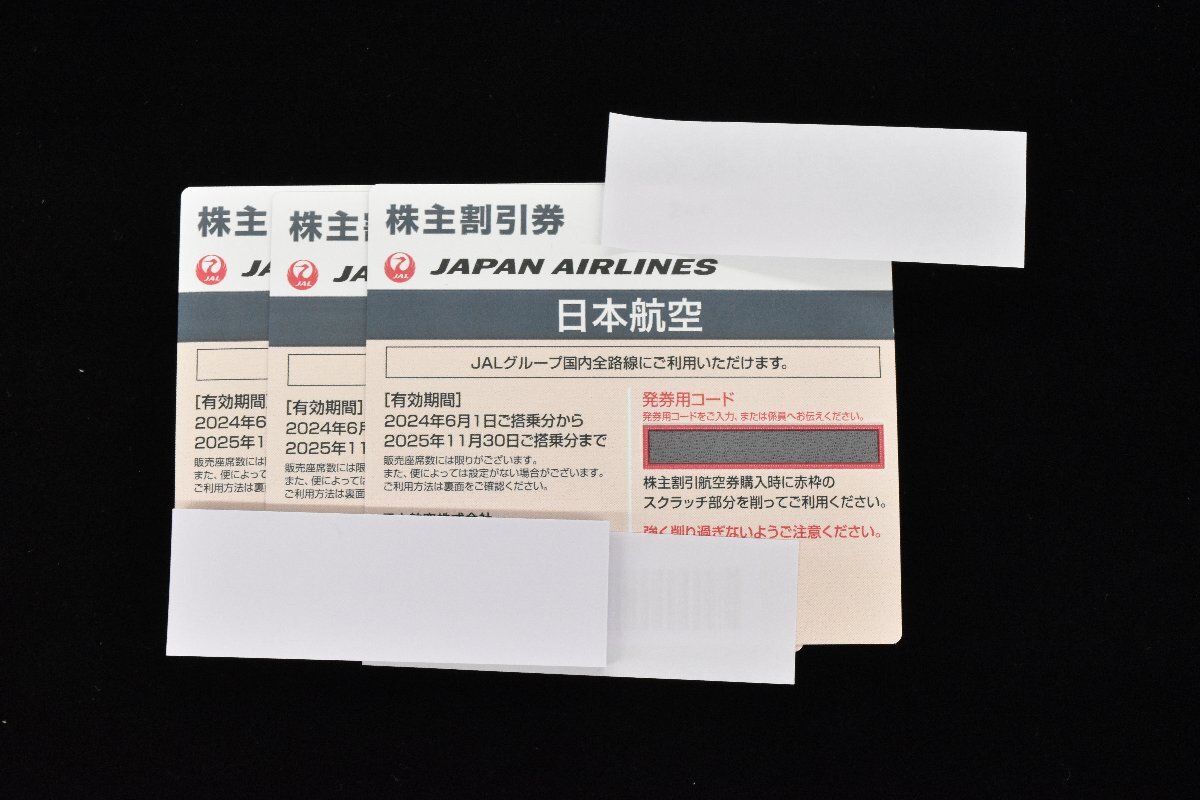 株主
JAL
JA
[有効期間]
2024年6
2025年1
販売座席数には
また、便によって
ご利用方法は裏
株主
JAL
JA
[有効期間]
2024年6月
2025年11
販売座席数には限
また、便によっては
ご利用方法は裏面
株主割引券
JAL
JAPAN AIRLINES
日本航空
JALグループ国内全路線にご利用いただけます。
[有効期間]
2024年6月1日ご搭乗分から
2025年11月30日ご搭乗分まで
販売座席数には限りがございます。
また、便によっては設定がない場合がございます。
ご利用方法は裏面をご確認ください。
発券用コード
発券用コードをご入力、または係員へお伝えください。
株主割引航空券購入時に赤枠の
スクラッチ部分を削ってご利用ください。
強く削り過ぎないようご注意ください。